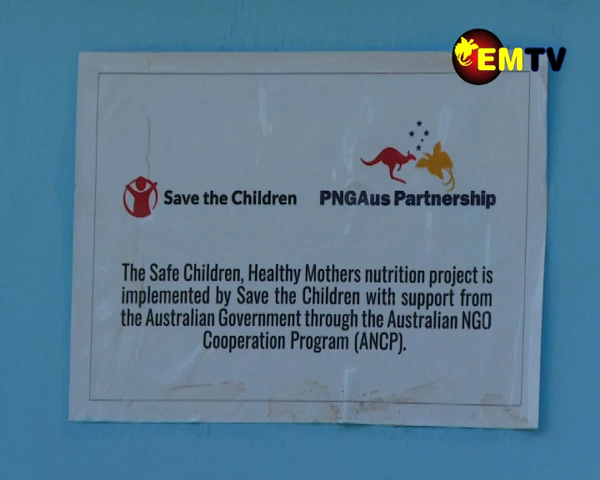 EMTV
Save the Children
PNGAus Partnership
The Safe Children, Healthy Mothers nutrition project is
implemented by Save the Children with support from
the Australian Government through the Australian NGO
Cooperation Program (ANCP).